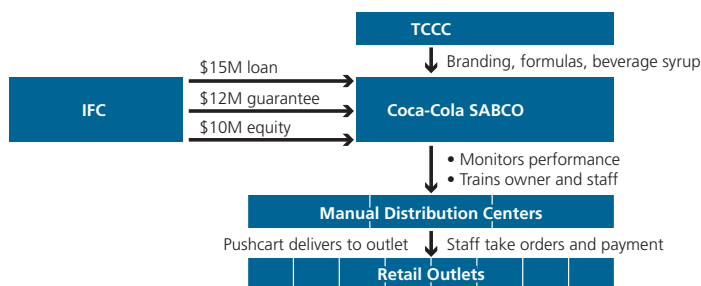 TCCC
Branding, formulas, beverage syrup
$15M loan
$12M guarantee
$10M equity
IFC
Coca-Cola SABCO
• Monitors performance
• Trains owner and staff
Manual Distribution Centers
Pushcart delivers to outlet
Staff take orders and payment
Retail Outlets